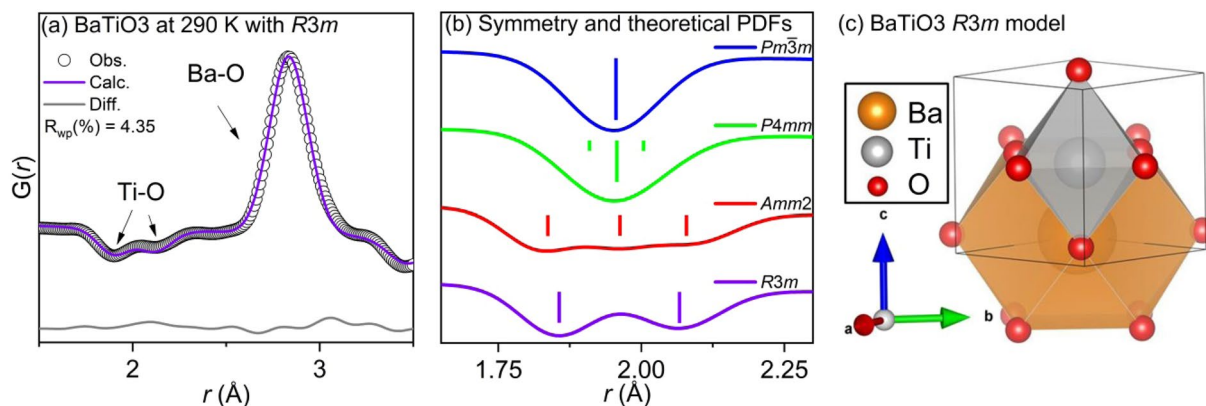 (a) BaTiO3 at 290 K with R3m
Obs.
Calc.
Diff.
Rwp(%) = 4.35
Ba-O
Ti-O
G(r)
2
3
r (Å)
(b) Symmetry and theoretical PDFs
Pm3̅m
P4mm
Amm2
R3m
1.75
2.00
2.25
r (Å)
(c) BaTiO3 R3m model
Ba
Ti
O
c
a
b